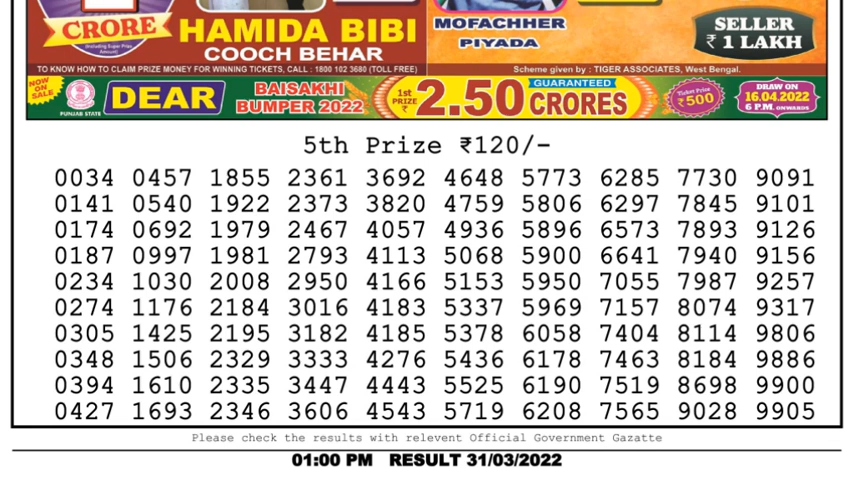 CRORE
(Including Super Prize Amount)
HAMIDA BIBI
COOCH BEHAR
MOFACHHER
PIYADA
SELLER
₹ 1 LAKH
TO KNOW HOW TO CLAIM PRIZE MONEY FOR WINNING TICKETS, CALL : 1800 102 3680 (TOLL FREE)
Scheme given by : TIGER ASSOCIATES, West Bengal.
NOW ON SALE
PUNJAB STATE
DEAR
BAISAKHI
BUMPER 2022
1st PRIZE ₹
2.50
GUARANTEED
CRORES
Ticket Price
₹500
DRAW ON
16.04.2022
6 P.M. ONWARDS
5th Prize ₹120/-
0034 0457 1855 2361 3692 4648 5773 6285 7730 9091
0141 0540 1922 2373 3820 4759 5806 6297 7845 9101
0174 0692 1979 2467 4057 4936 5896 6573 7893 9126
0187 0997 1981 2793 4113 5068 5900 6641 7940 9156
0234 1030 2008 2950 4166 5153 5950 7055 7987 9257
0274 1176 2184 3016 4183 5337 5969 7157 8074 9317
0305 1425 2195 3182 4185 5378 6058 7404 8114 9806
0348 1506 2329 3333 4276 5436 6178 7463 8184 9886
0394 1610 2335 3447 4443 5525 6190 7519 8698 9900
0427 1693 2346 3606 4543 5719 6208 7565 9028 9905
Please check the results with relevent Official Government Gazatte
01:00 PM RESULT 31/03/2022